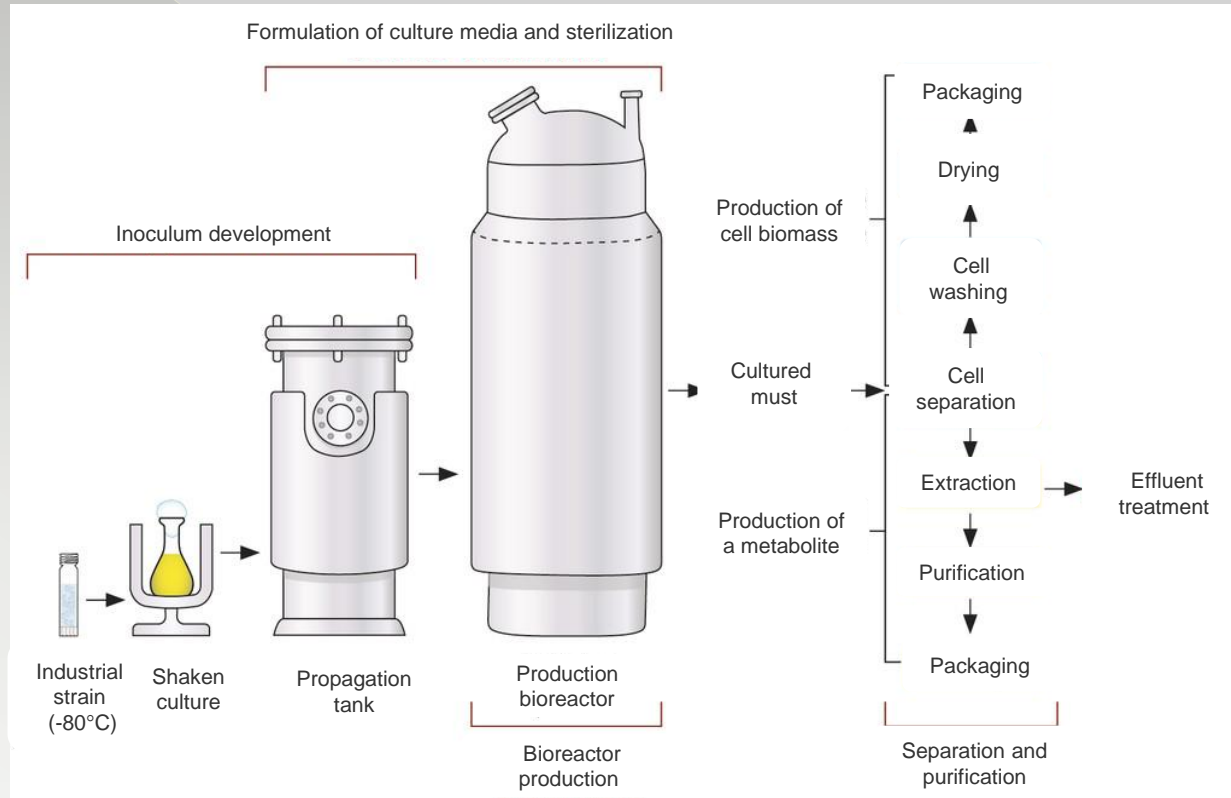 Formulation of culture media and sterilization
Inoculum development
Industrial
strain
(-80°C)
Shaken
culture
Propagation
tank
Production
bioreactor
Bioreactor
production
Cultured
must
Production of
cell biomass
Production of
a metabolite
Packaging
Drying
Cell
washing
Cell
separation
Extraction
Purification
Packaging
Effluent
treatment
Separation and
purification